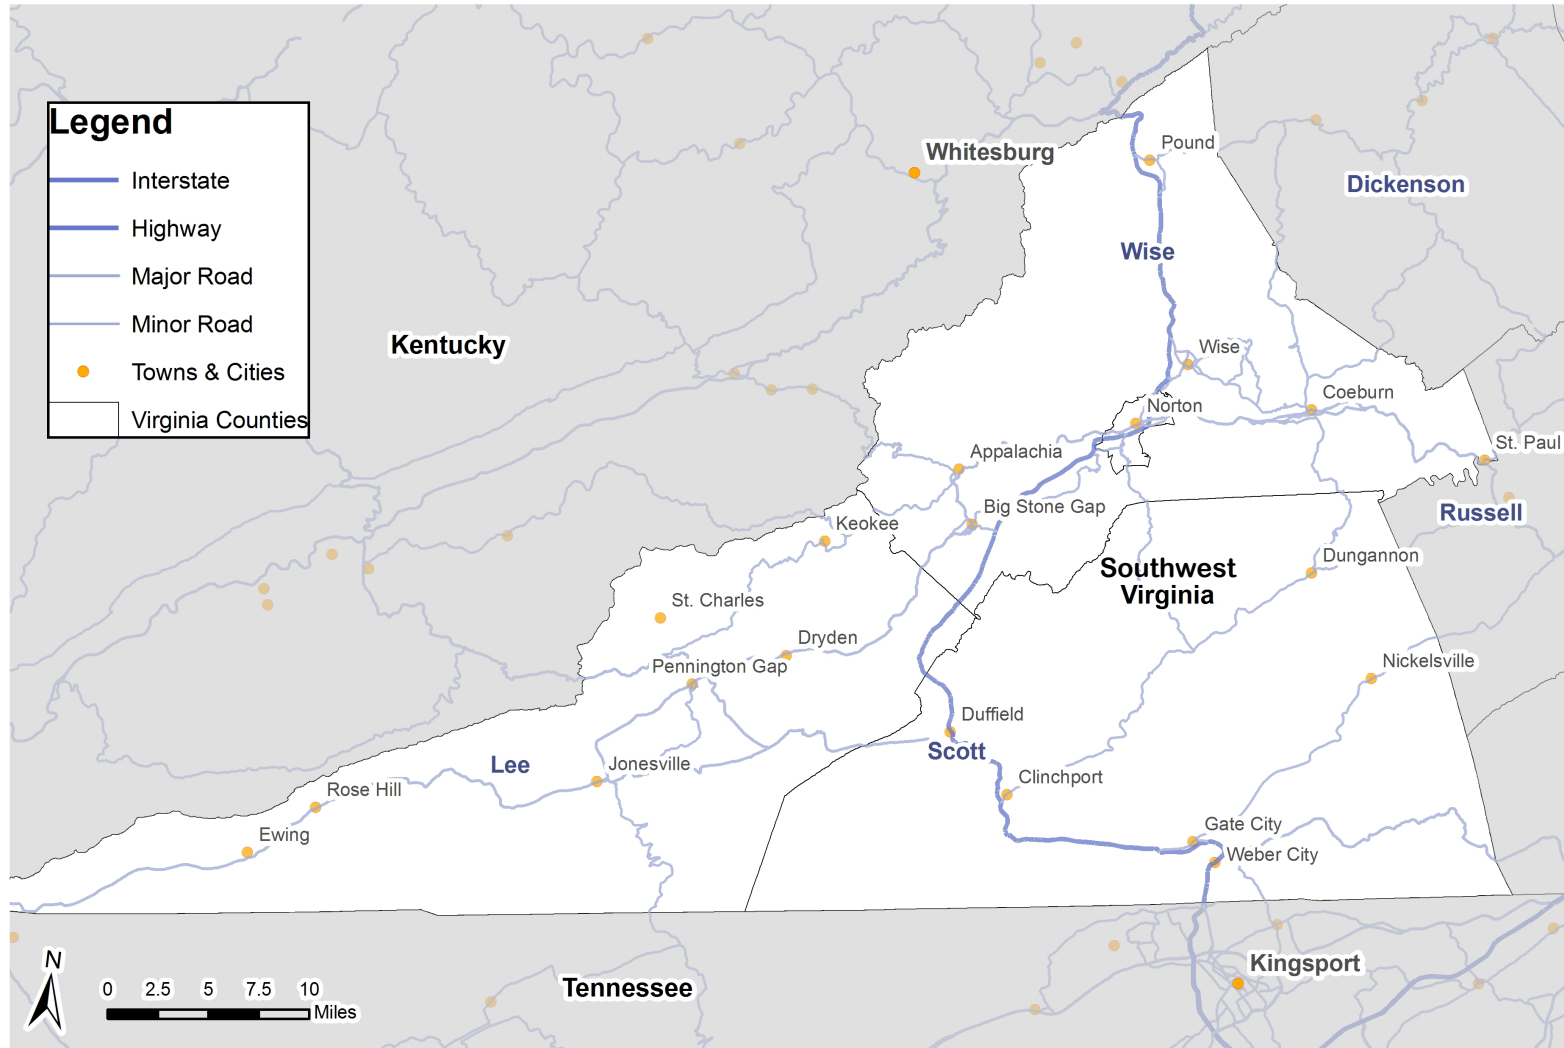 Legend
Interstate
Highway
Major Road
Minor Road
Towns & Cities
Virginia Counties
Whitesburg
Pound
Dickenson
Wise
Kentucky
Wise
Coeburn
Norton
St. Paul
Appalachia
Big Stone Gap
Russell
Keokee
Dungannon
Southwest
Virginia
St. Charles
Dryden
Pennington Gap
Nickelsville
Duffield
Scott
Lee
Jonesville
Clinchport
Rose Hill
Gate City
Ewing
Weber City
N
Kingsport
Tennessee
0 2.5 5 7.5 10
Miles